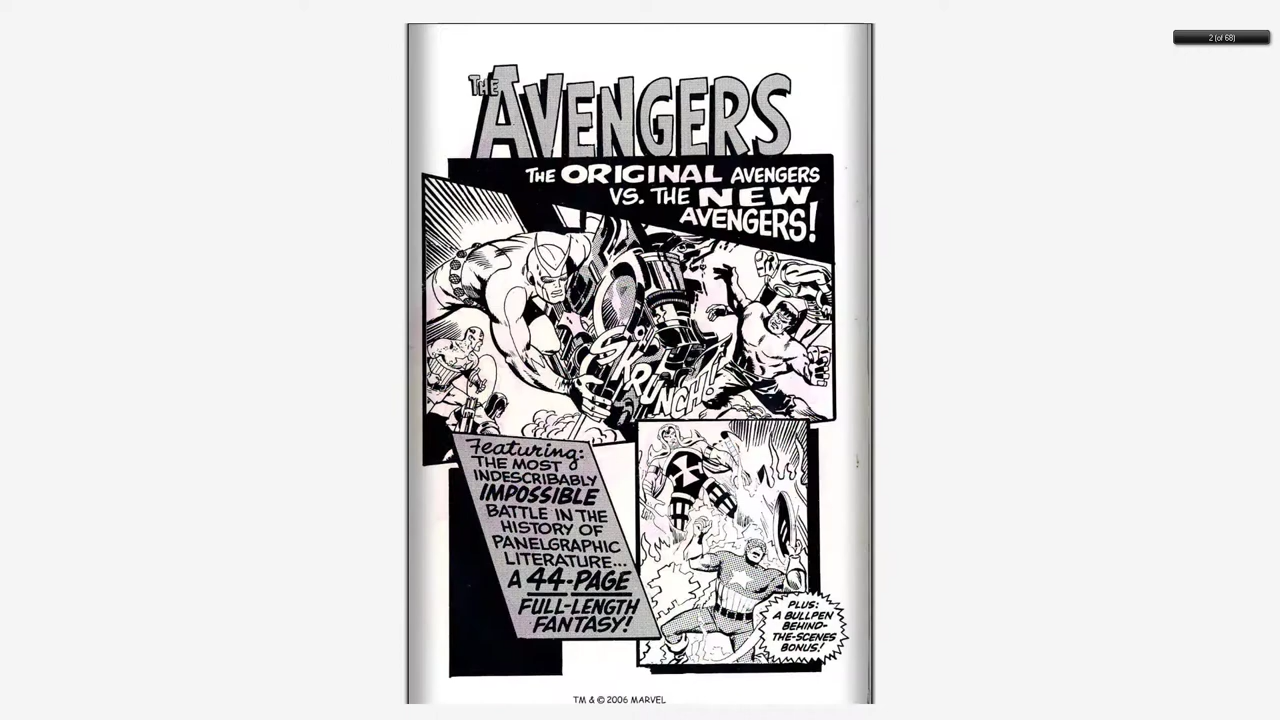 2 (of 68)
THE AVENGERS
THE ORIGINAL AVENGERS
VS. THE NEW
AVENGERS!
SKRUNCH!!
Featuring:
THE MOST
INDESCRIBABLY
IMPOSSIBLE
BATTLE IN THE
HISTORY OF
PANELGRAPHIC
LITERATURE...
A 44-PAGE
FULL-LENGTH
FANTASY!
PLUS:
A BULLPEN
BEHIND-
THE-SCENES
BONUS!
TM & © 2006 MARVEL